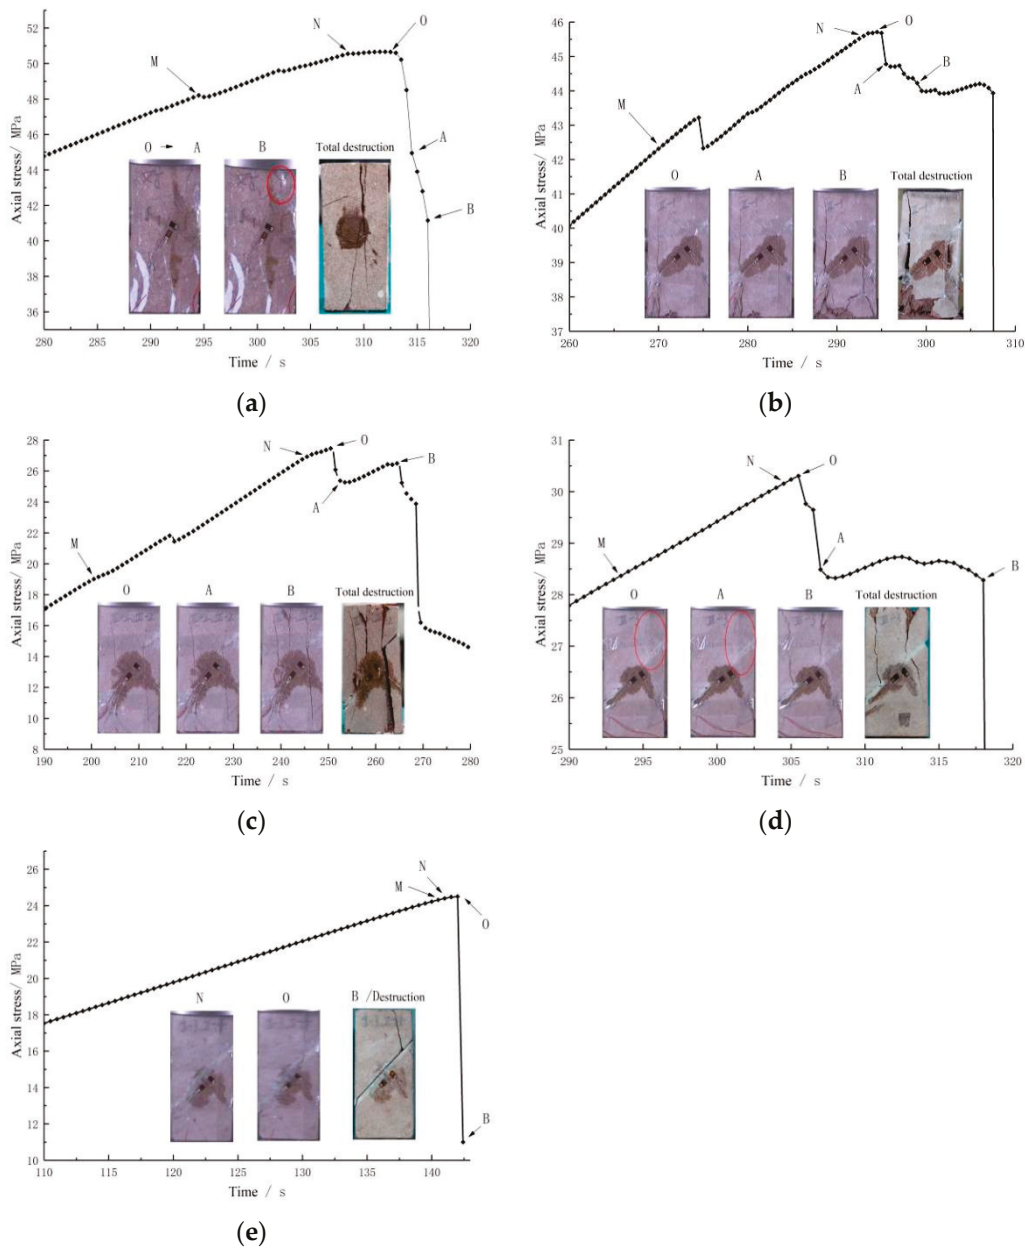 Axial stress/ MPa
52
50
48
46
44
42
40
38
36
M
N
O
A
B
O → A
B
Total destruction
280
285
290
295
300
305
310
315
320
Time / s
(a)
Axial stress/ MPa
46
45
44
43
42
41
40
39
38
37
M
N
O
A
B
O
A
B
Total destruction
260
270
280
290
300
310
Time / s
(b)
Axial stress/ MPa
28
26
24
22
20
18
16
14
12
10
8
M
N
O
A
B
O
A
B
Total destruction
190
200
210
220
230
240
250
260
270
280
Time / s
(c)
Axial stress/ MPa
31
30
29
28
27
26
25
M
N
O
A
B
O
A
B
Total destruction
290
295
300
305
310
315
320
Time / s
(d)
Axial stress/ MPa
26
24
22
20
18
16
14
12
10
M
N
O
B
N
O
B /Destruction
110
115
120
125
130
135
140
Time / s
(e)